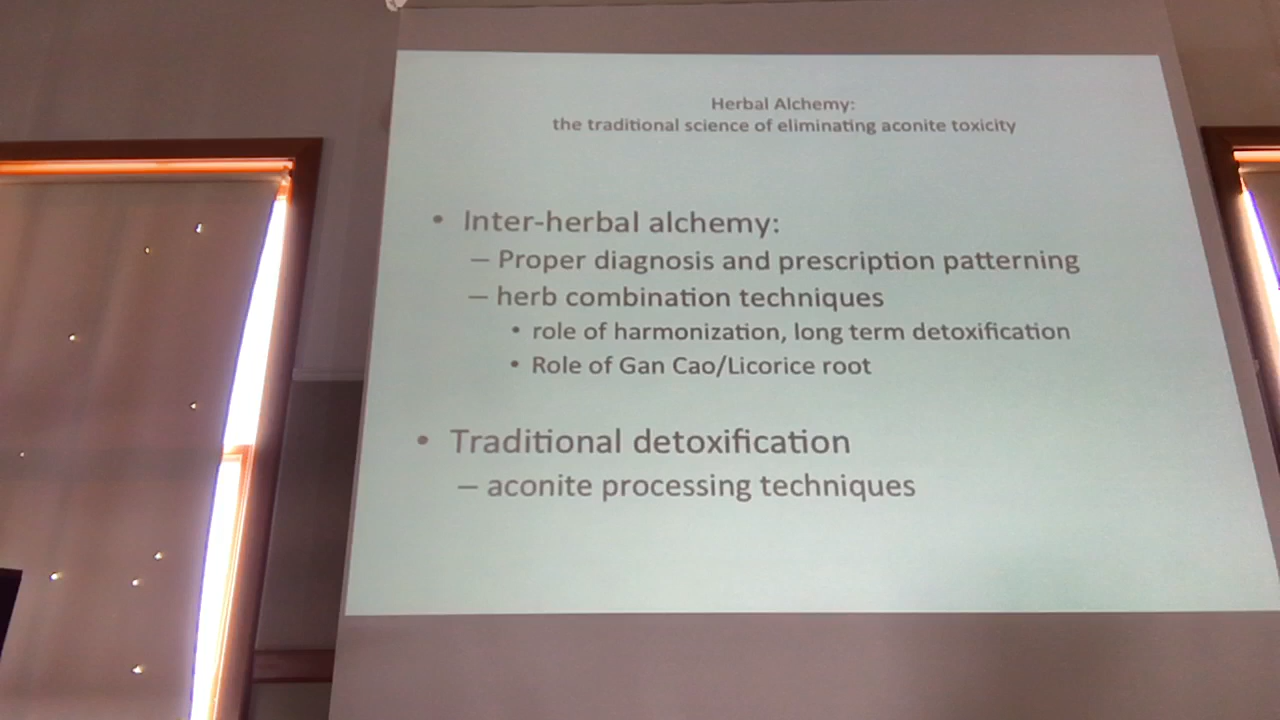 Herbal Alchemy:
the traditional science of eliminating aconite toxicity
• Inter-herbal alchemy:
– Proper diagnosis and prescription patterning
– herb combination techniques
• role of harmonization, long term detoxification
• Role of Gan Cao/Licorice root
• Traditional detoxification
– aconite processing techniques